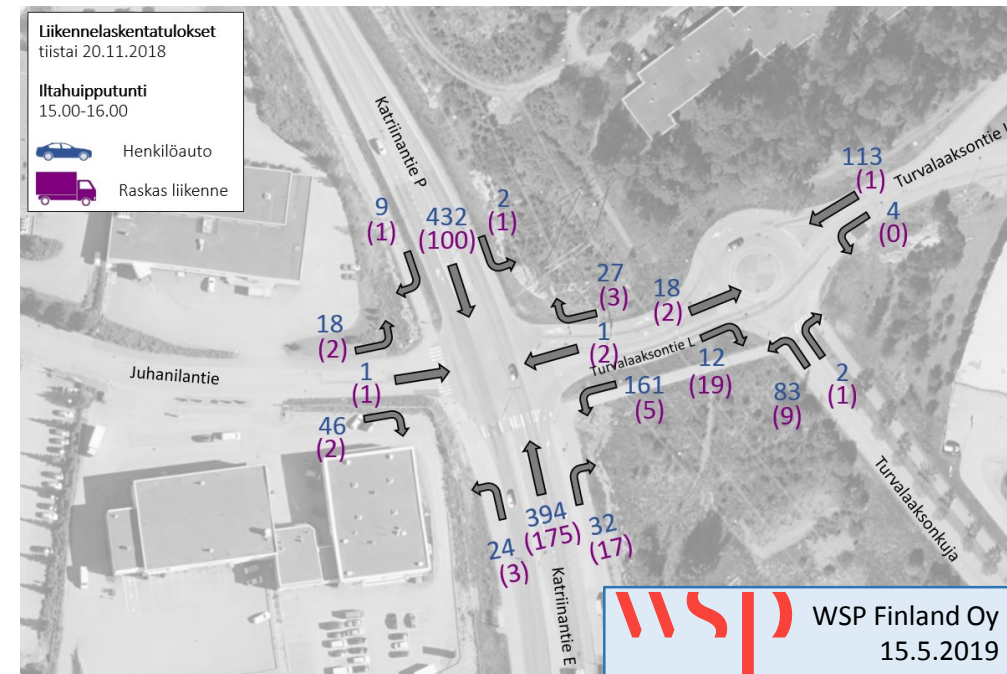 Liikennelaskentatulokset
tiistai 20.11.2018
Iltahuipputunti
15.00-16.00
Henkilöauto
Raskas liikenne
Katriinantie P
9
(1)
432
(100)
2
(1)
113
(1)
Turvalaaksontie I
4
(0)
27
(3)
18
(2)
1
(2)
Turvalaaksontie L
12
(19)
161
(5)
18
(2)
Juhanilantie
1
(1)
46
(2)
83
(9)
2
(1)
Turvalaaksonkuja
24
(3)
394
(175)
32
(17)
Katriinantie E
wsp
WSP Finland Oy
15.5.2019